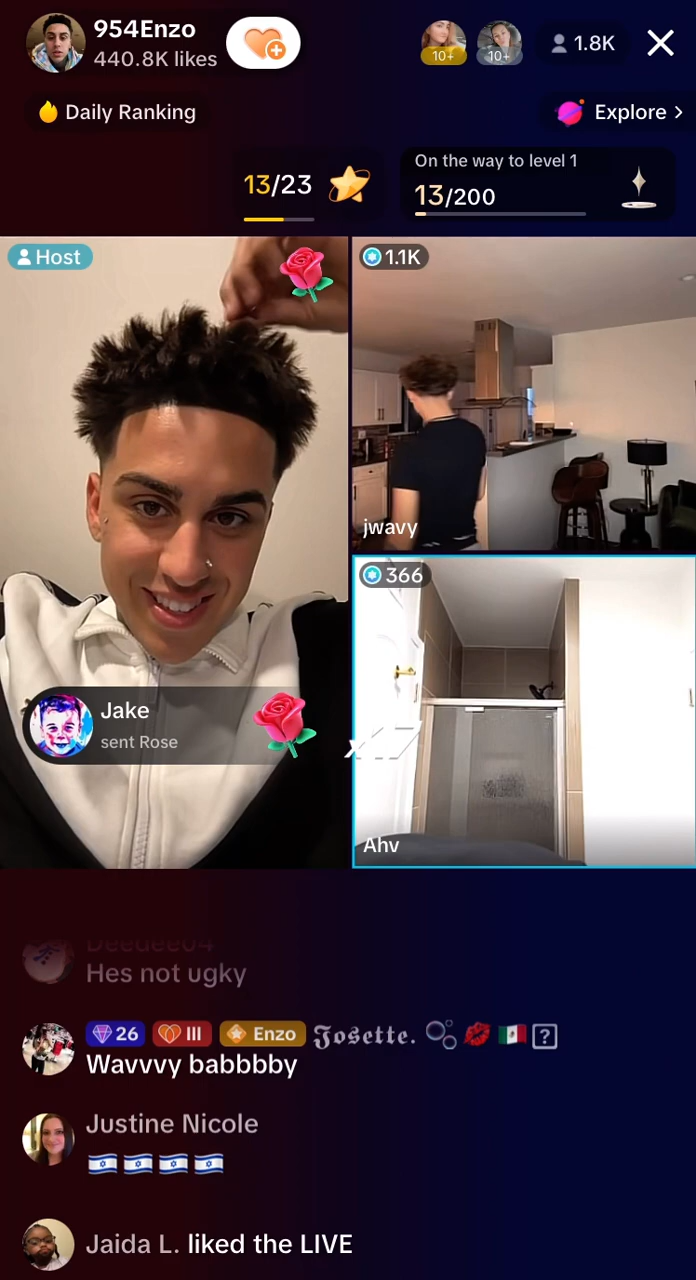 954Enzo
440.8K likes
10+
10+
1.8K
Daily Ranking
Explore >
13/23
On the way to level 1
13/200
Host
1.1K
jwavy
366
Jake
sent Rose
Ahv
Deedee04
Hes not ugky
26 III Enzo 𝕵𝖔𝖘𝖊𝖙𝖙𝖊. 🫧💋🇲🇽
Wavvvy babbbby
Justine Nicole
🇮🇱🇮🇱🇮🇱🇮🇱
Jaida L. liked the LIVE